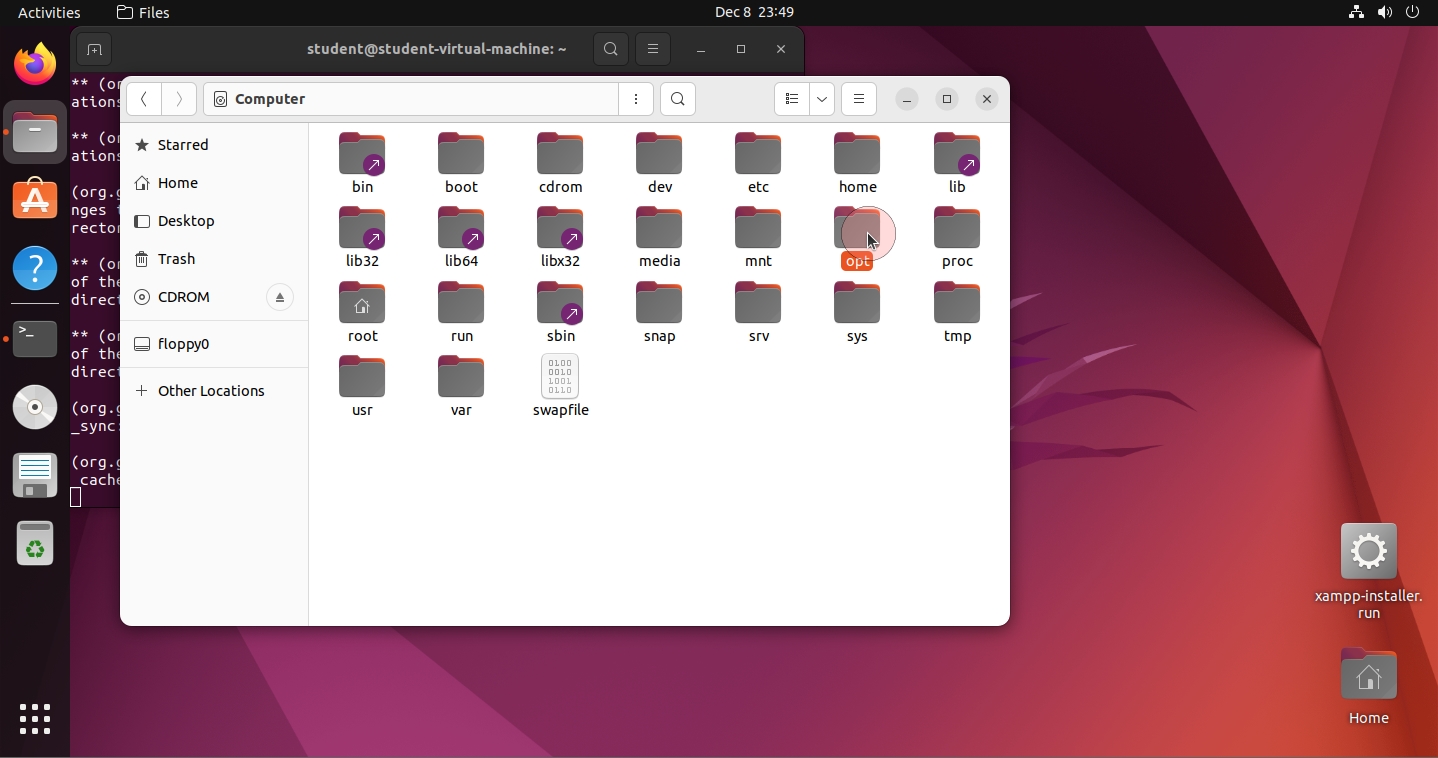 Activities
Files
Dec 8 23:49
student@student-virtual-machine: ~
** (or
ations
** (or
ations
(org.g
nges t
rector
** (or
of the
direct
** (or
of the
direct
(org.g
_sync:
(org.g
_cache
Computer
Starred
Home
Desktop
Trash
CDROM
floppy0
Other Locations
bin
boot
cdrom
dev
etc
home
lib
lib32
lib64
libx32
media
mnt
opt
proc
root
run
sbin
snap
srv
sys
tmp
usr
var
swapfile
0100
0010
1001
0110
xampp-installer.
run
Home